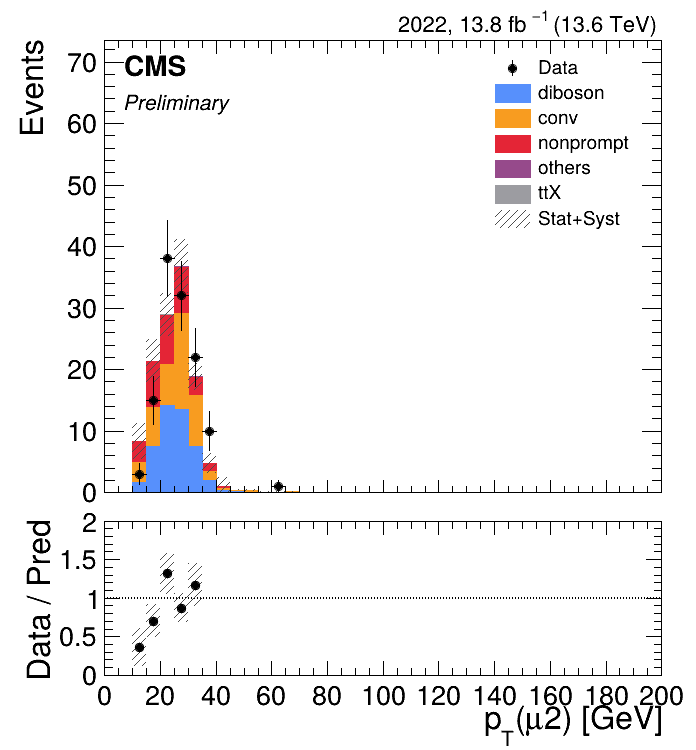 2022, 13.8 fb⁻¹ (13.6 TeV)
CMS
Preliminary
Events
70
60
50
40
30
20
10
0
Data
diboson
conv
nonprompt
others
ttX
Stat+Syst
Data / Pred
2
1.5
1
0.5
0
0 20 40 60 80 100 120 140 160 180 200
p_T(μ2) [GeV]